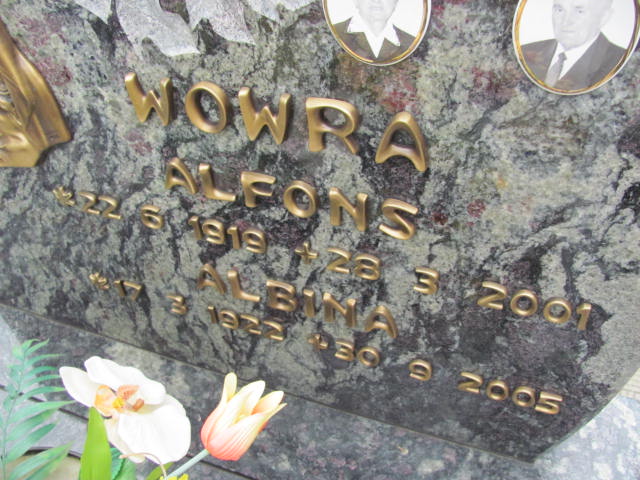 WOWRA
ALFONS
* 22 6 1919 + 28 3 2001
ALBINA
* 17 3 1922 + 30 9 2005